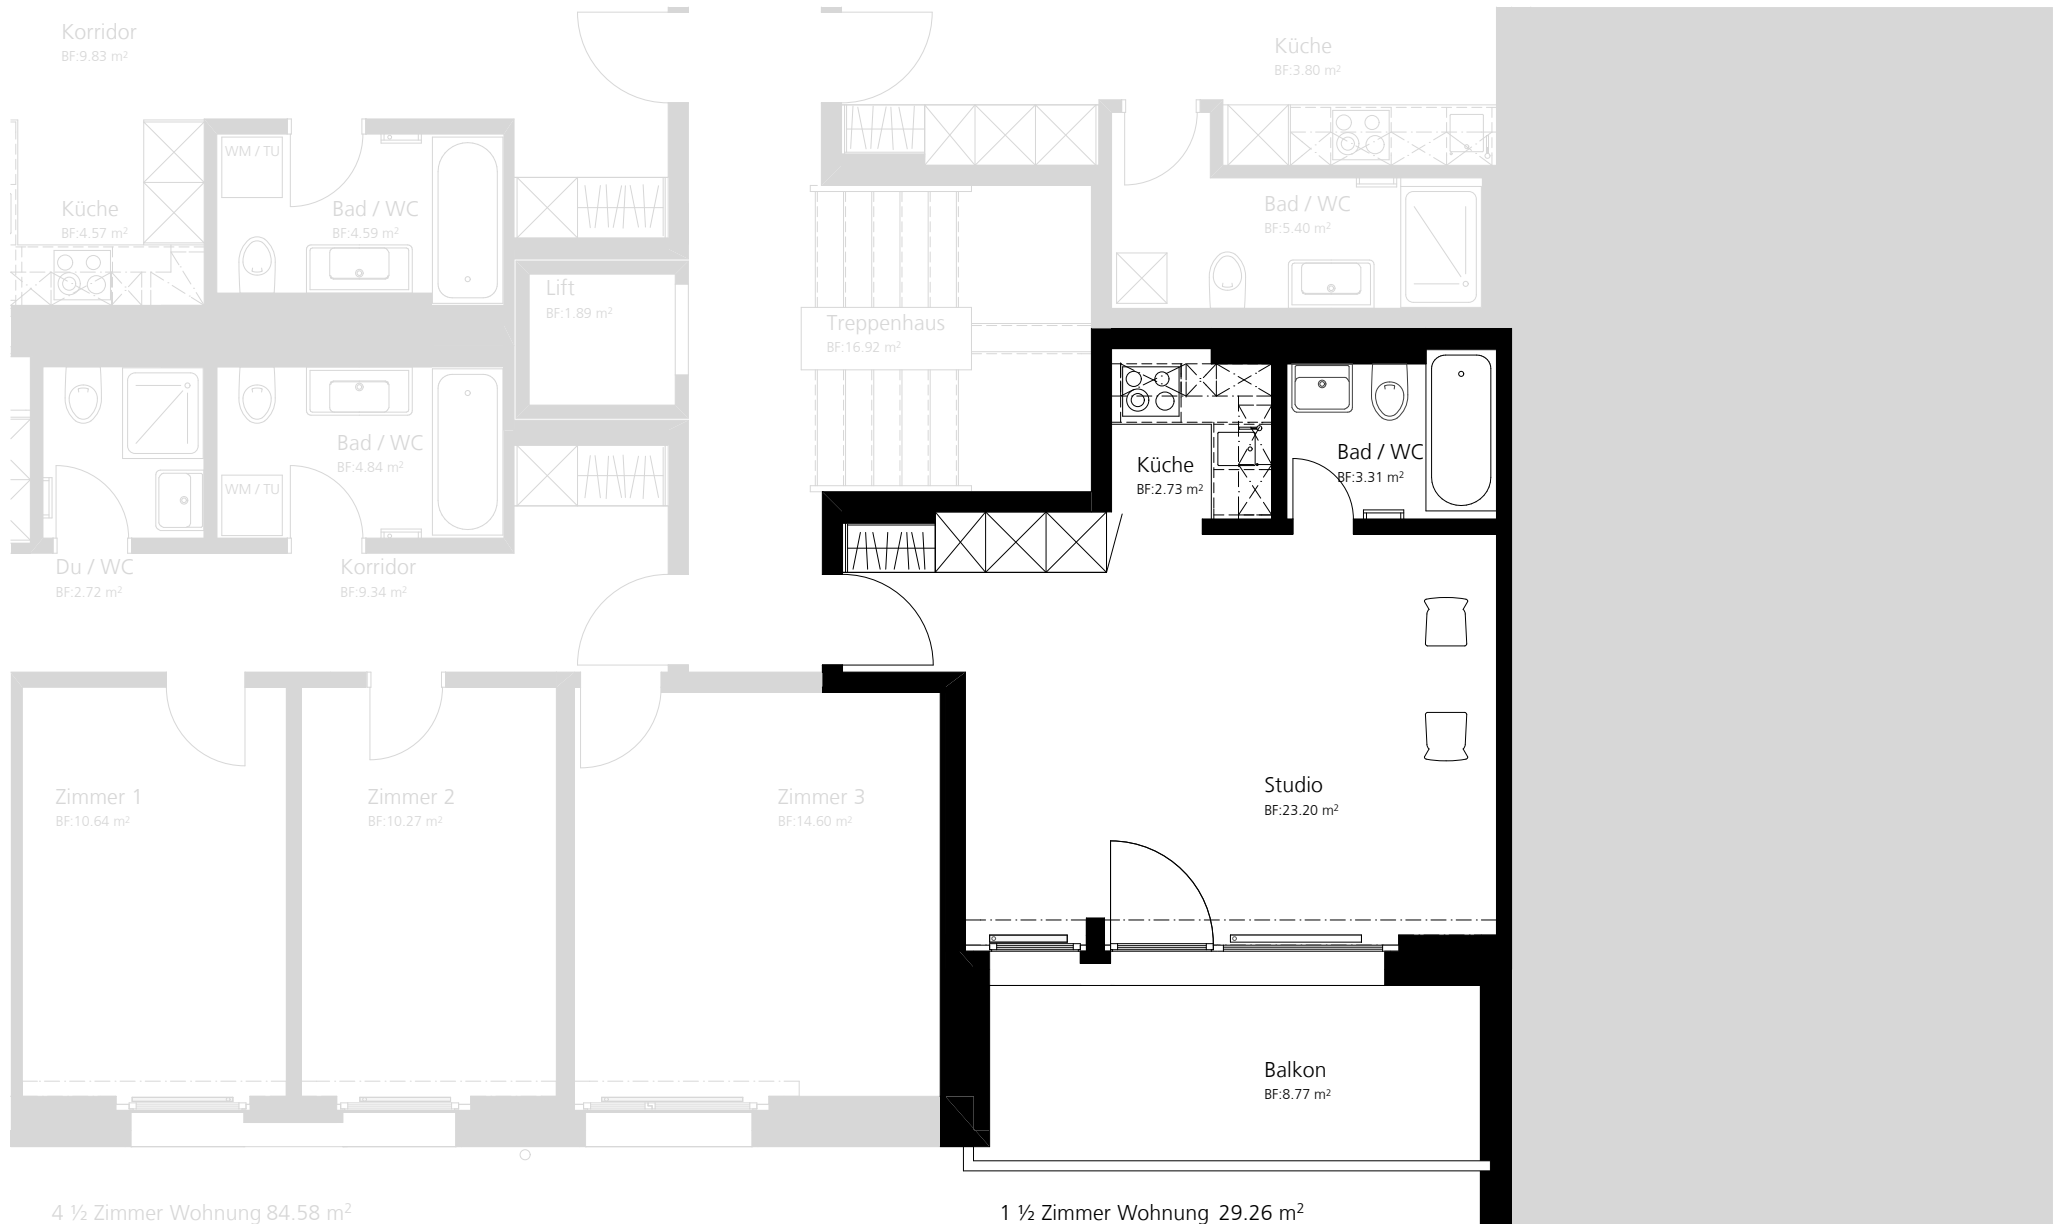 Korridor
BF:9.83 m²
Küche
BF:3.80 m²
WM / TU
Küche
BF:4.57 m²
Bad / WC
BF:4.59 m²
Bad / WC
BF:5.40 m²
Lift
BF:1.89 m²
Treppenhaus
BF:16.92 m²
Bad / WC
BF:4.84 m²
WM / TU
Küche
BF:2.73 m²
Bad / WC
BF:3.31 m²
Du / WC
BF:2.72 m²
Korridor
BF:9.34 m²
Zimmer 1
BF:10.64 m²
Zimmer 2
BF:10.27 m²
Zimmer 3
BF:14.60 m²
Studio
BF:23.20 m²
Balkon
BF:8.77 m²
4 ½ Zimmer Wohnung 84.58 m²
1 ½ Zimmer Wohnung 29.26 m²